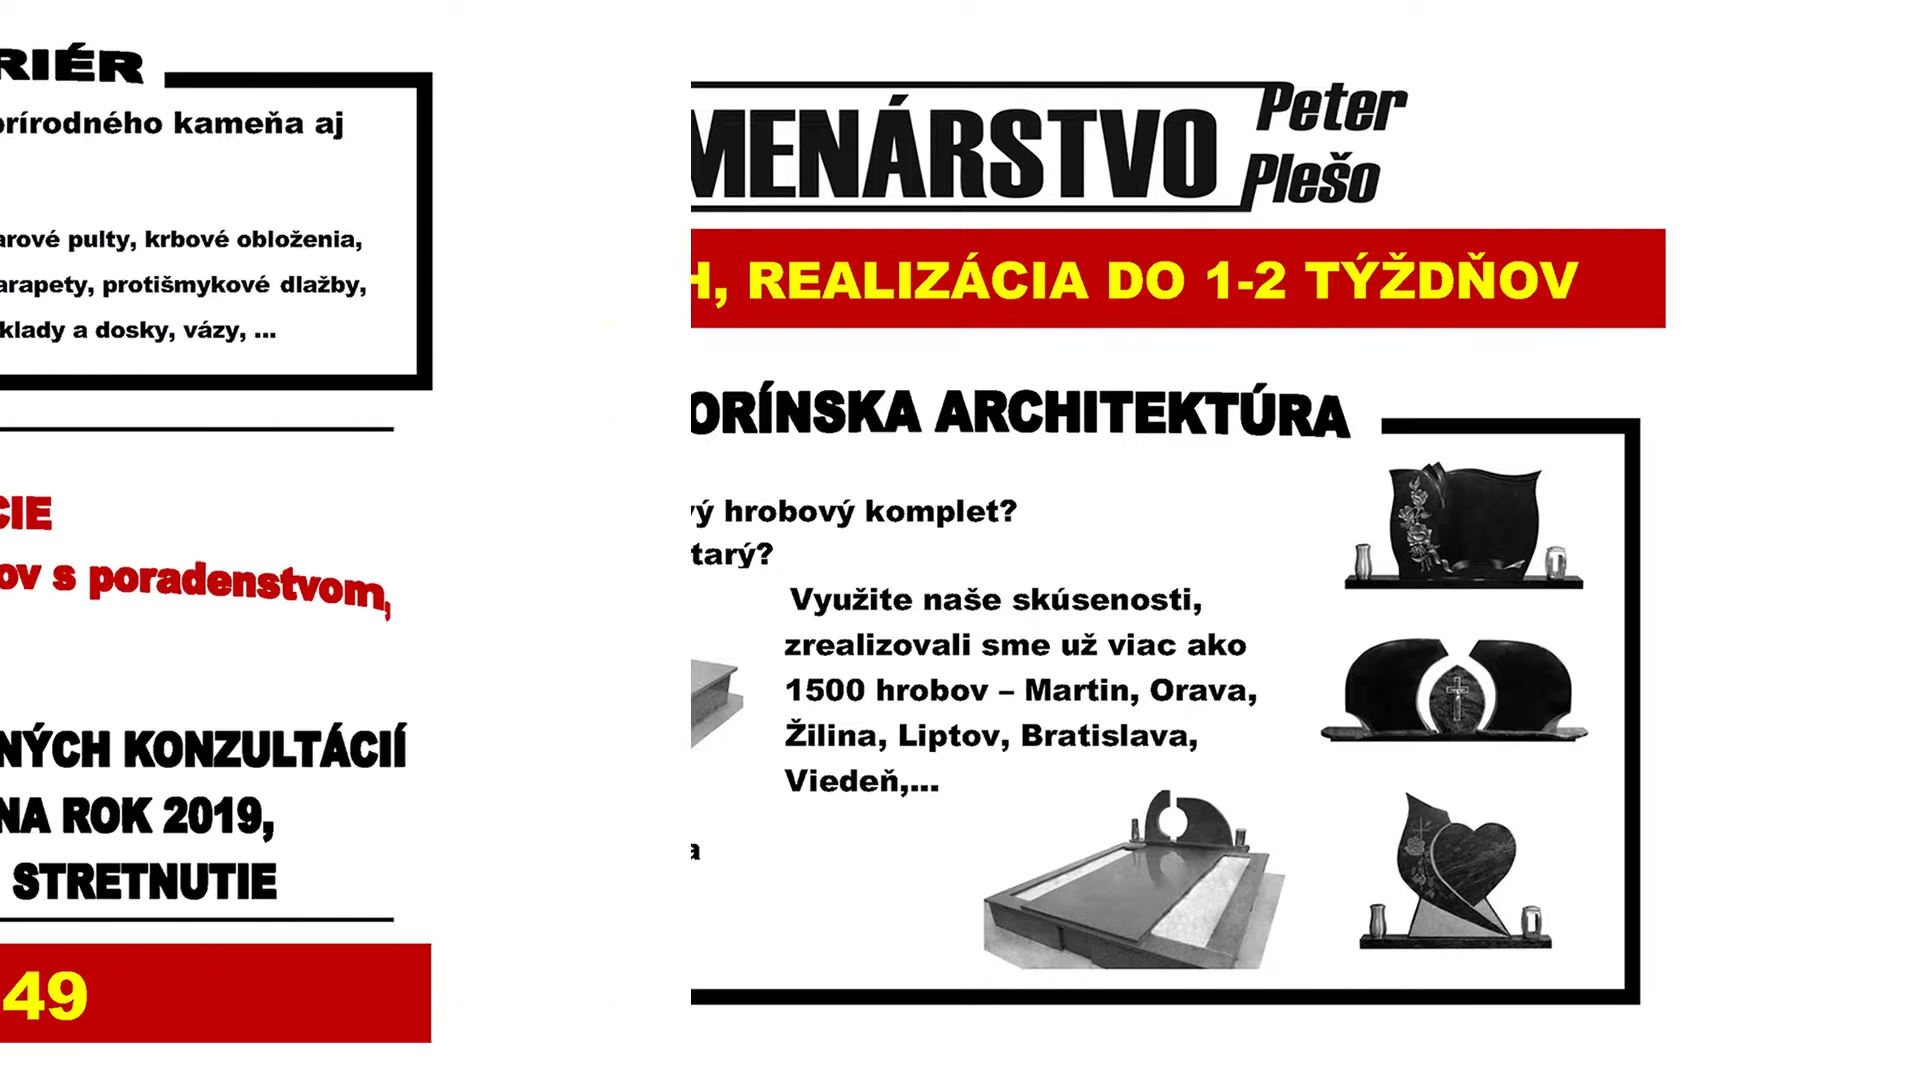 RIÉR
prírodného kameňa aj
arové pulty, krbové obloženia,
arapety, protišmykové dlažby,
klady a dosky, vázy, ...
CIE
ov s poradenstvom,
NÝCH KONZULTÁCIÍ
NA ROK 2019,
STRETNUTIE
49
MENÁRSTVO
Peter
Plešo
H, REALIZÁCIA DO 1-2 TÝŽDŇOV
ORÍNSKA ARCHITEKTÚRA
vý hrobový komplet?
tarý?
Využite naše skúsenosti,
zrealizovali sme už viac ako
1500 hrobov – Martin, Orava,
Žilina, Liptov, Bratislava,
Viedeň,...
a